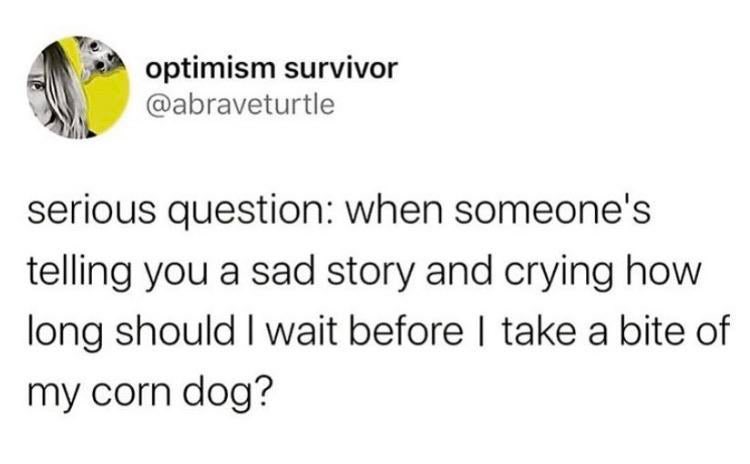 optimism survivor
@abraveturtle
serious question: when someone's
telling you a sad story and crying how
long should I wait before I take a bite of
my corn dog?